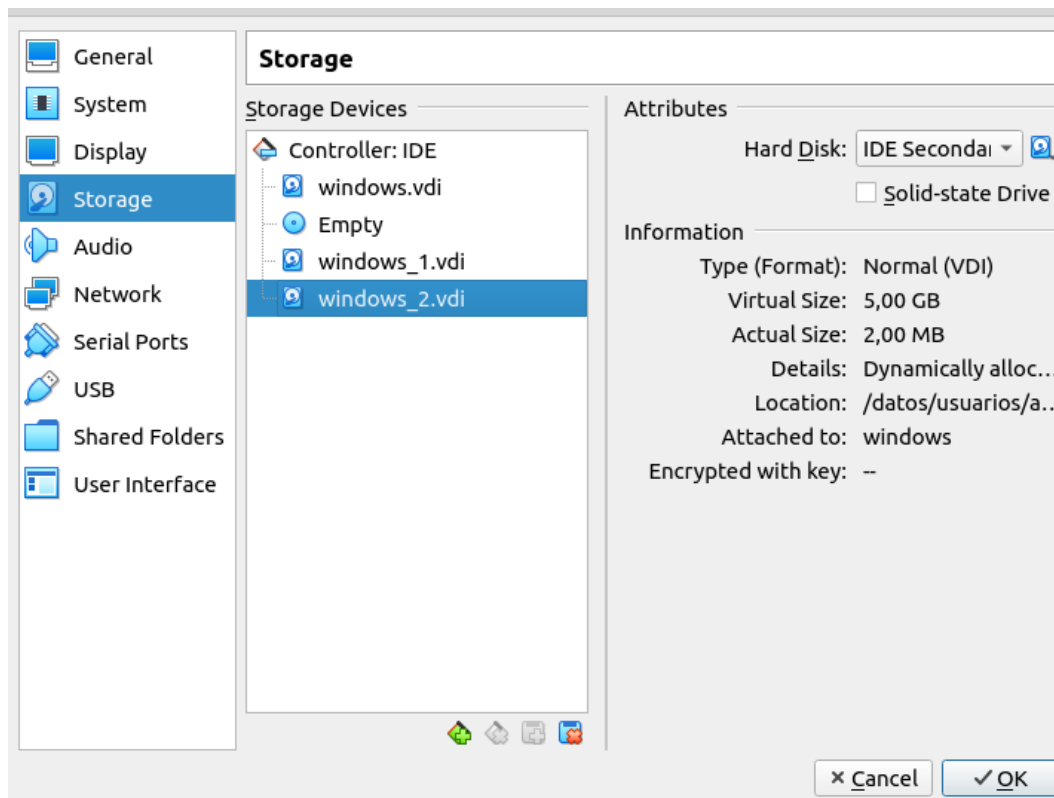 General
System
Display
Storage
Audio
Network
Serial Ports
USB
Shared Folders
User Interface
Storage
Storage Devices
Controller: IDE
windows.vdi
Empty
windows_1.vdi
windows_2.vdi
Attributes
Hard Disk: IDE Secondar
Solid-state Drive
Information
Type (Format): Normal (VDI)
Virtual Size: 5,00 GB
Actual Size: 2,00 MB
Details: Dynamically alloc...
Location: /datos/usuarios/a...
Attached to: windows
Encrypted with key: --
Cancel
OK